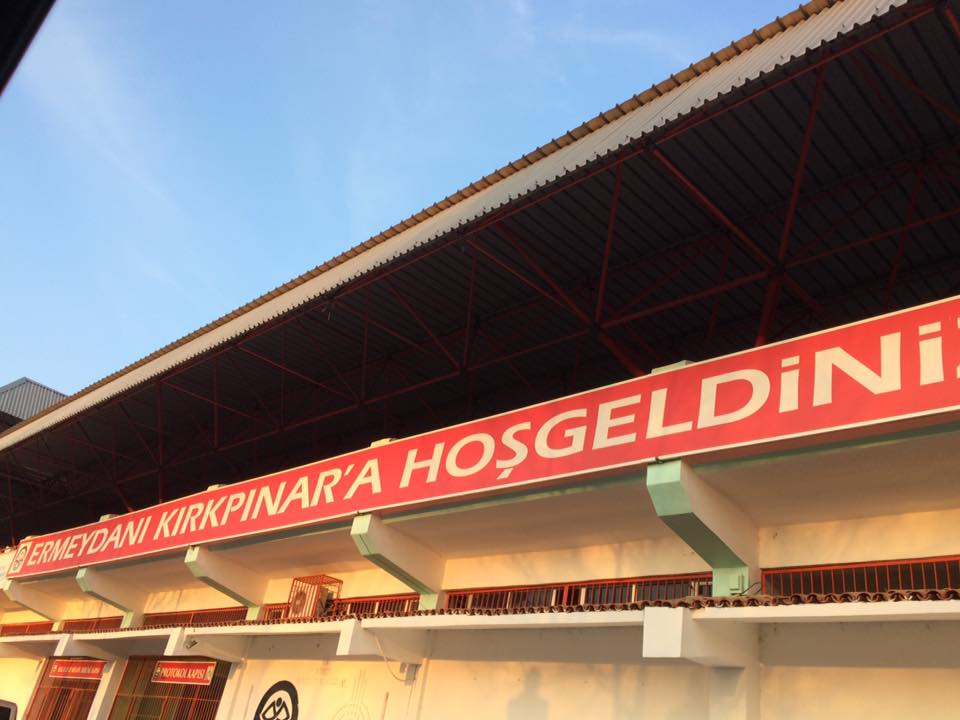 ERMEYDANI KIRKPINAR'A HOŞGELDİNİZ
PROTOKOL KAPISI